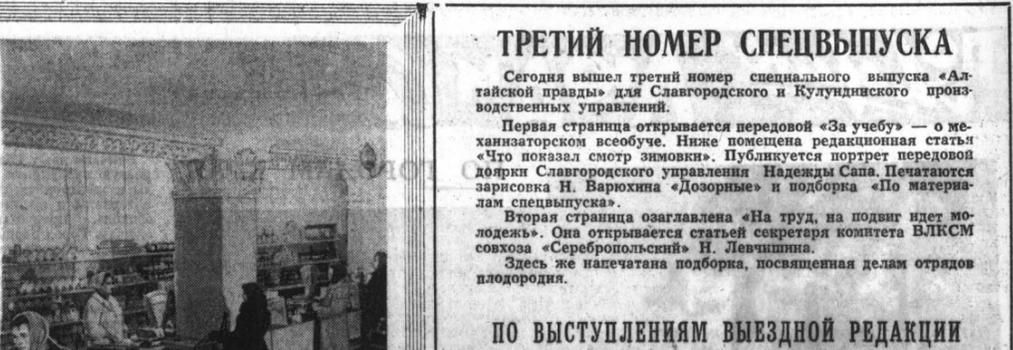 ТРЕТИЙ НОМЕР СПЕЦВЫПУСКА
Сегодня вышел третий номер специального выпуска «Ал-
тайской правды» для Славгородского и Кулундинского произ-
водственных управлений.
Первая страница открывается передовой «За учебу» — о ме-
ханизаторском всеобуче. Ниже помещена редакционная статья
«Что показал смотр зимовки». Публикуется портрет передовой
доярки Славгородского управления Надежды Сапа. Печатаются
зарисовка Н. Варюхина «Дозорные» и подборка «По материа-
лам спецвыпуска».
Вторая страница озаглавлена «На труд, на подвиг идет мо-
лодежь». Она открывается статьей секретаря комитета ВЛКСМ
совхоза «Серебропольский» Н. Левчишина.
Здесь же напечатана подборка, посвященная делам отрядов
плодородия.
ПО ВЫСТУПЛЕНИЯМ ВЫЕЗДНОЙ РЕДАКЦИИ